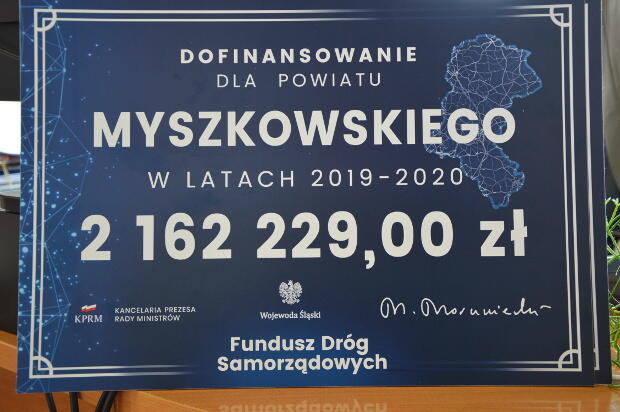 DOFINANSOWANIE
DLA POWIATU
MYSZKOWSKIEGO
W LATACH 2019-2020
2 162 229,00 zł
KPRM
KANCELARIA PREZESA
RADY MINISTRÓW
Wojewoda Śląski
M. Morawiecki
Fundusz Dróg
Samorządowych